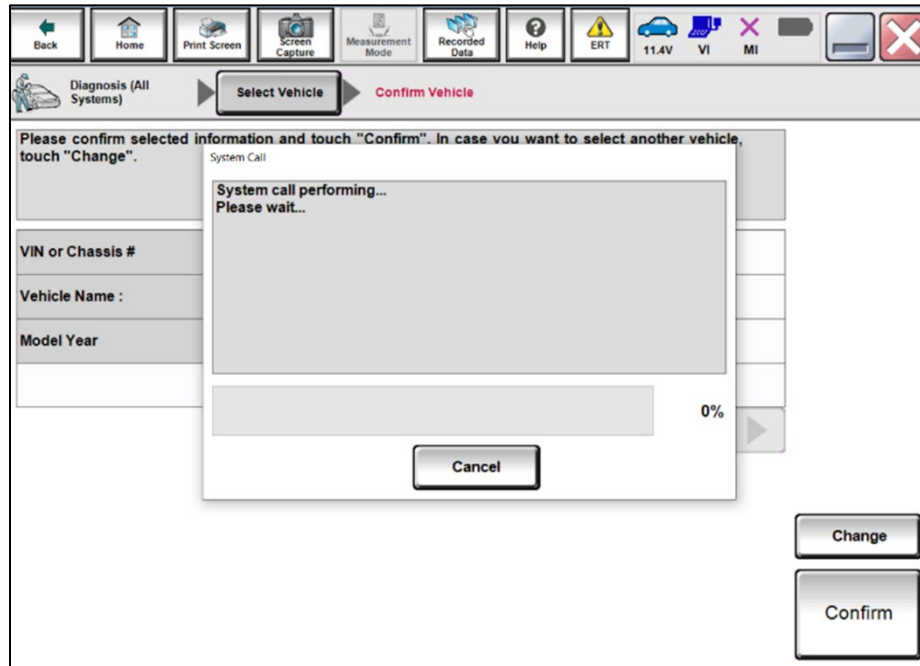 Back
Home
Print Screen
Screen
Capture
Measurement
Mode
Recorded
Data
Help
ERT
11.4V
VI
MI
Diagnosis (All
Systems)
Select Vehicle
Confirm Vehicle
Please confirm selected information and touch "Confirm". In case you want to select another vehicle,
touch "Change".
System Call
System call performing...
Please wait...
VIN or Chassis #
Vehicle Name :
Model Year
0%
Cancel
Change
Confirm